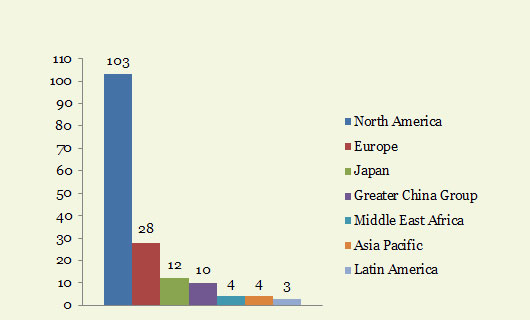 110
100
90
80
70
60
50
40
30
20
10
0
103
28
12
10
4
4
3
North America
Europe
Japan
Greater China Group
Middle East Africa
Asia Pacific
Latin America